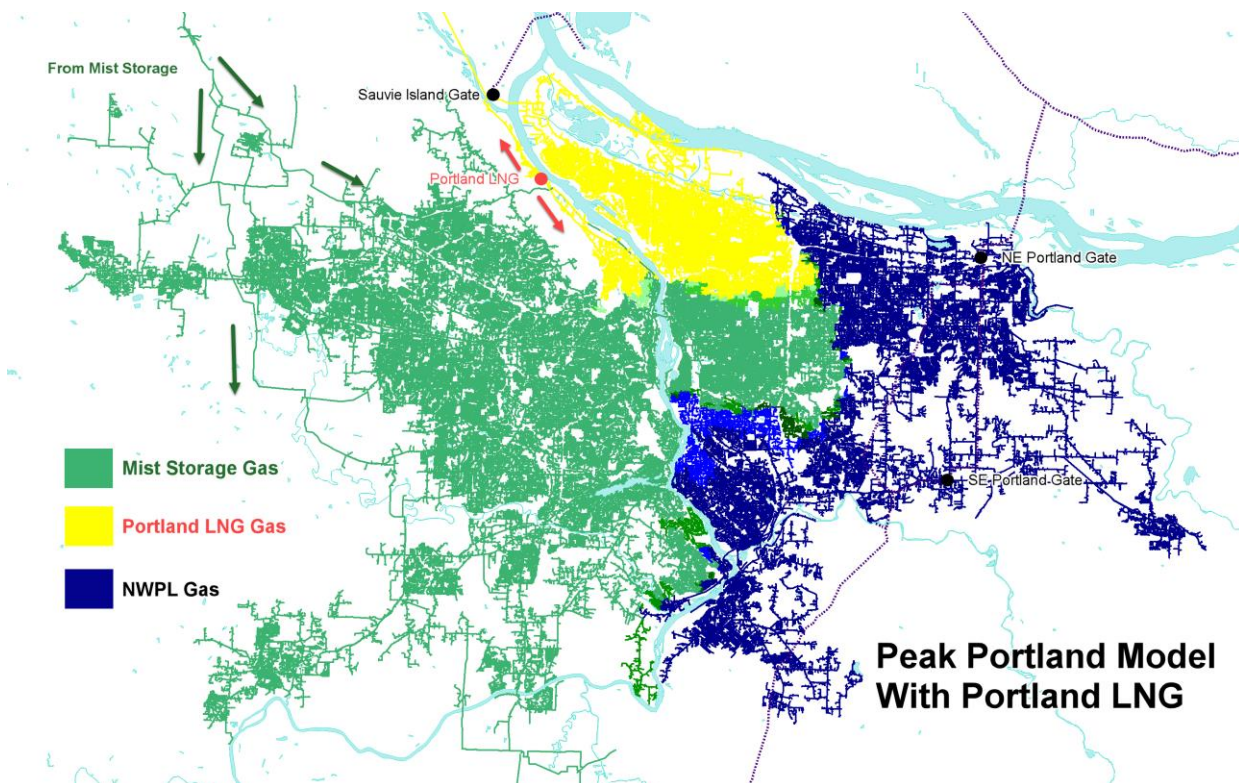 From Mist Storage
Sauvie Island Gate
Portland LNG
NE Portland Gate
Mist Storage Gas
SE Portland Gate
Portland LNG Gas
NWPL Gas
Peak Portland Model
With Portland LNG